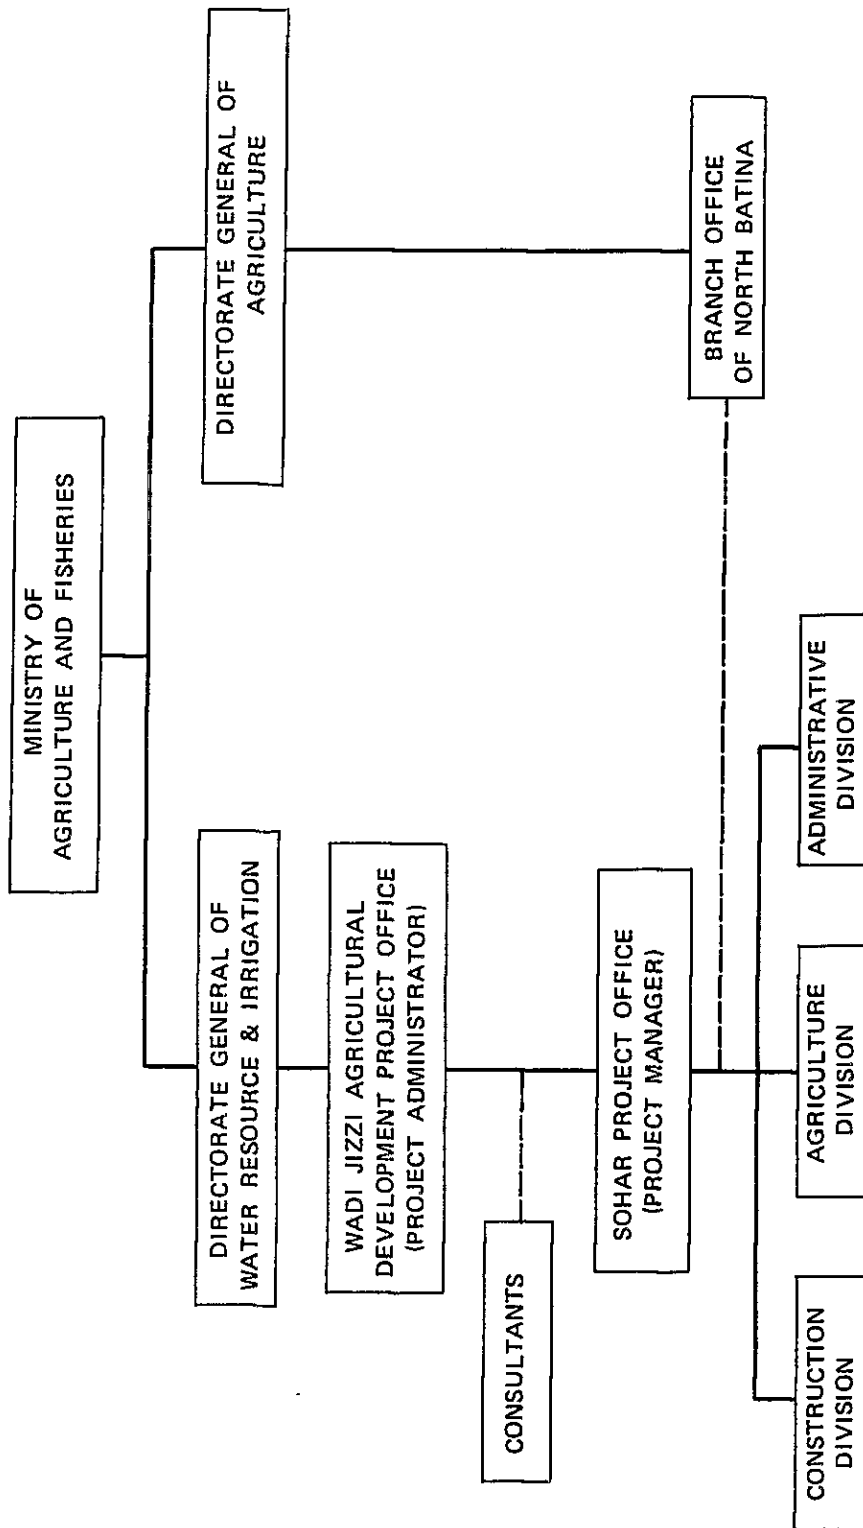 MINISTRY OF
AGRICULTURE AND FISHERIES
DIRECTORATE GENERAL OF
WATER RESOURCE & IRRIGATION
DIRECTORATE GENERAL OF
AGRICULTURE
WADI JIZZI AGRICULTURAL
DEVELOPMENT PROJECT OFFICE
(PROJECT ADMINISTRATOR)
CONSULTANTS
SOHAR PROJECT OFFICE
(PROJECT MANAGER)
BRANCH OFFICE
OF NORTH BATINA
CONSTRUCTION
DIVISION
AGRICULTURE
DIVISION
ADMINISTRATIVE
DIVISION